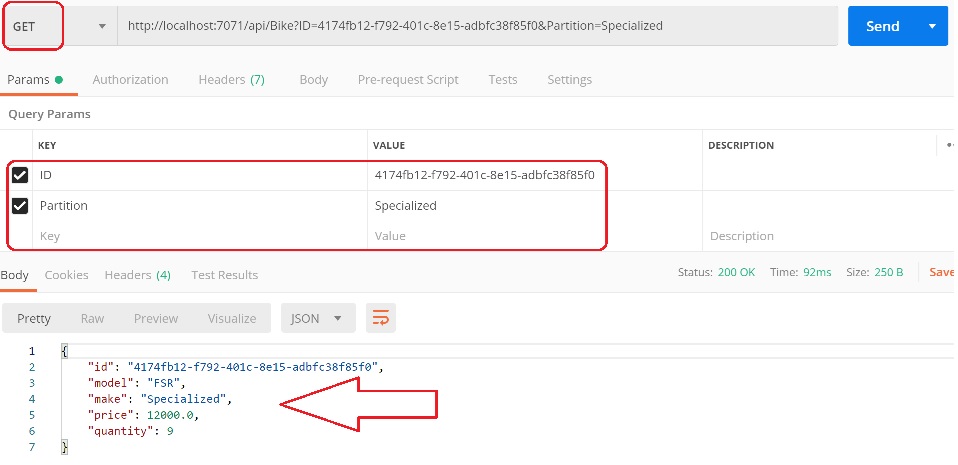 GET http://localhost:7071/api/Bike?ID=4174fb12-f792-401c-8e15-adbfc38f85f0&Partition=Specialized Send
Params Authorization Headers (7) Body Pre-request Script Tests Settings
Query Params
KEY VALUE DESCRIPTION
ID 4174fb12-f792-401c-8e15-adbfc38f85f0
Partition Specialized
Key Value Description
Body Cookies Headers (4) Test Results Status: 200 OK Time: 92ms Size: 250 B Save
Pretty Raw Preview Visualize JSON
1 {
2 "id": "4174fb12-f792-401c-8e15-adbfc38f85f0",
3 "model": "FSR",
4 "make": "Specialized",
5 "price": 12000.0,
6 "quantity": 9
7 }